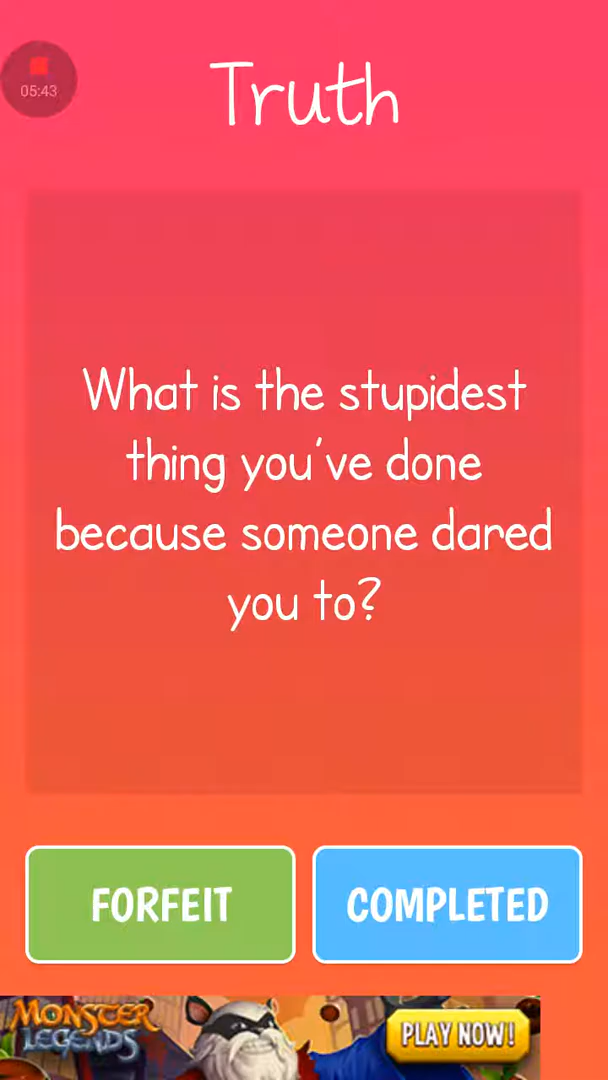 05:43
Truth
What is the stupidest
thing you've done
because someone dared
you to?
FORFEIT
COMPLETED
MONSTER
LEGENDS
PLAY NOW!